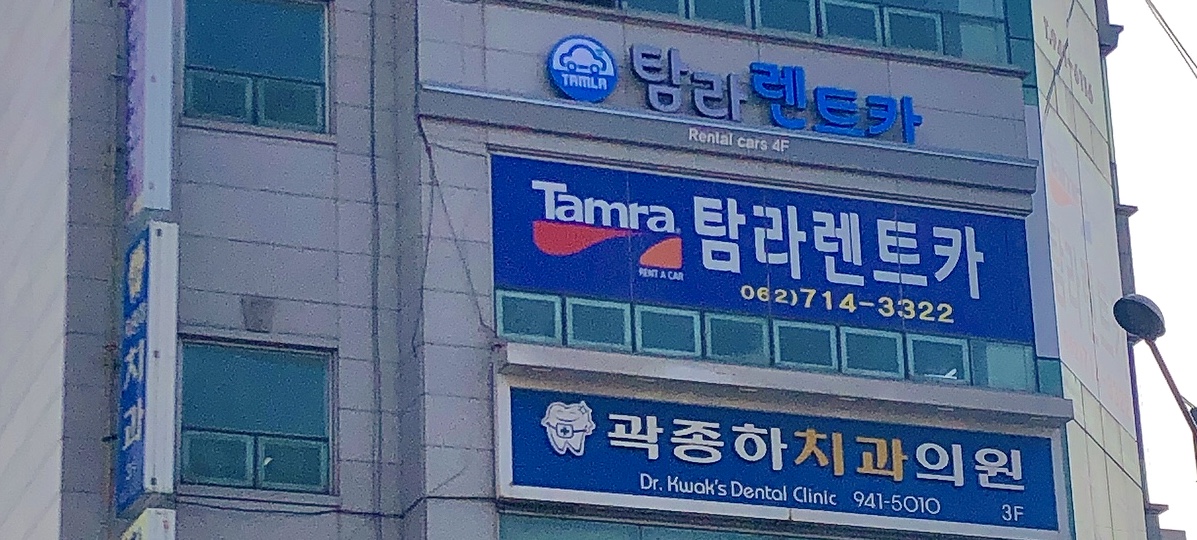 TAMLA
탐라렌트카
Rental cars 4F
Tamra
RENT A CAR
탐라렌트카
062)714-3322
곽종하치과의원
Dr. Kwak's Dental Clinic 941-5010 3F
치과